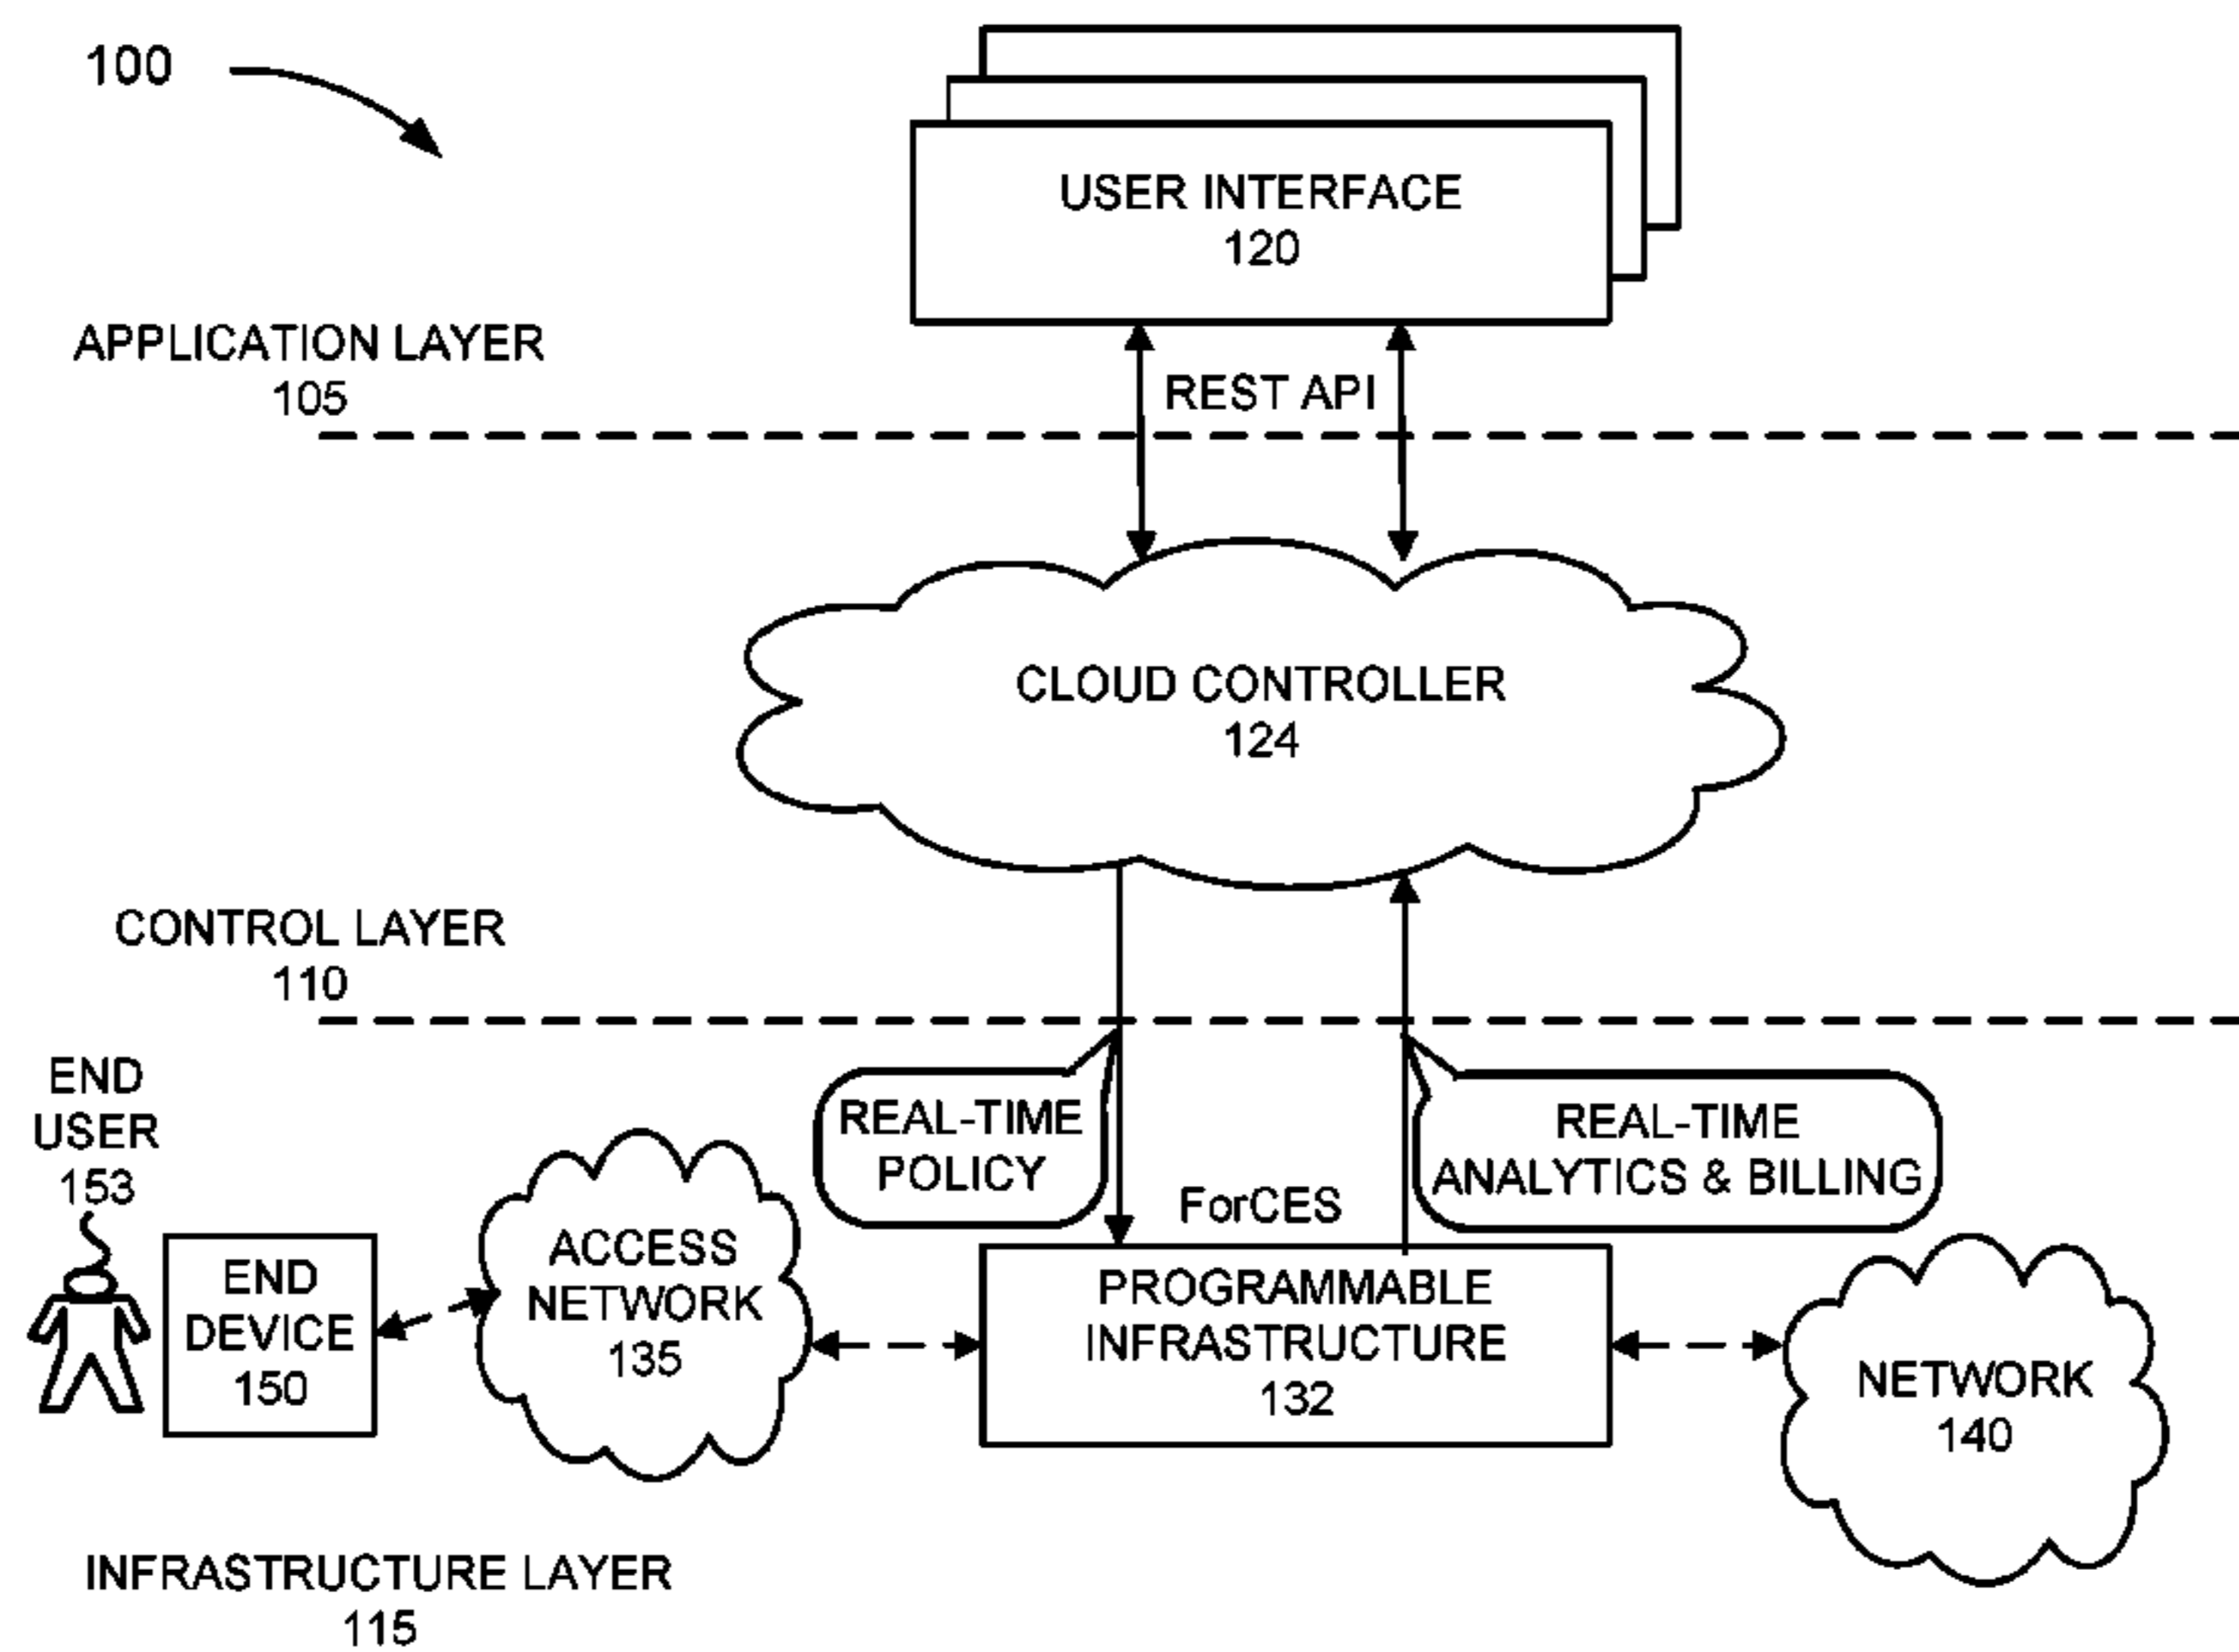 100
USER INTERFACE
120
APPLICATION LAYER
105
REST API
CLOUD CONTROLLER
124
CONTROL LAYER
110
END
USER
153
REAL-TIME
POLICY
REAL-TIME
ANALYTICS & BILLING
ForCES
END
DEVICE
150
ACCESS
NETWORK
135
PROGRAMMABLE
INFRASTRUCTURE
132
NETWORK
140
INFRASTRUCTURE LAYER
115